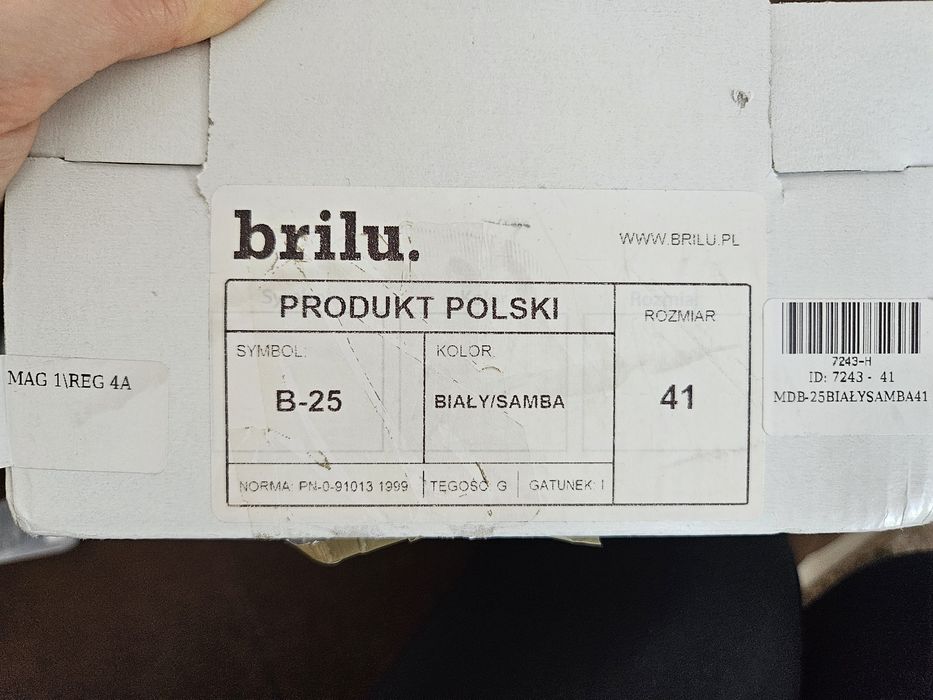 brilu.
WWW.BRILU.PL
PRODUKT POLSKI
ROZMIAR
SYMBOL:
KOLOR:
B-25
BIAŁY/SAMBA
41
NORMA: PN-0-91013 1999
TĘGOŚĆ: G
GATUNEK: I
MAG 1\REG 4A
7243-H
ID: 7243 - 41
MDB-25BIAŁYSAMBA41